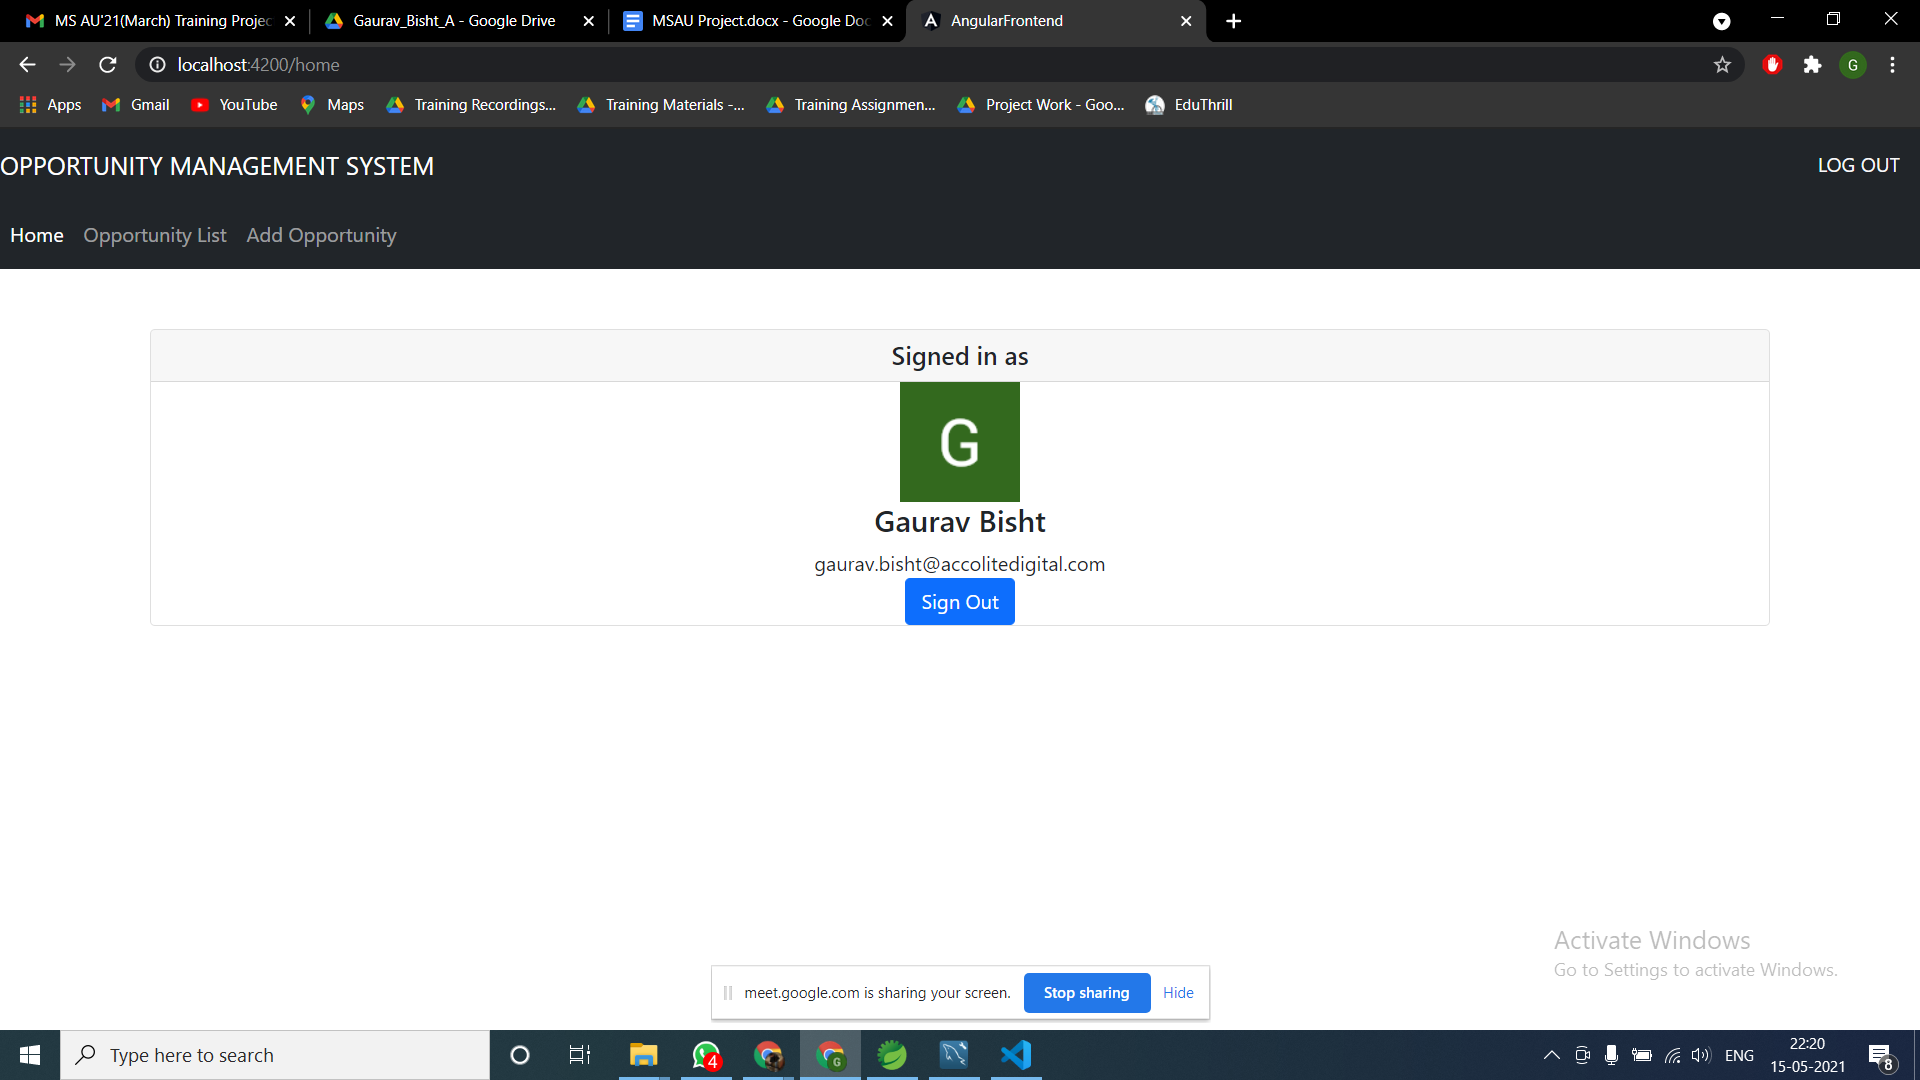 MS AU'21(March) Training Projec
Gaurav_Bisht_A - Google Drive
MSAU Project.docx - Google Doc
AngularFrontend
localhost:4200/home
G
Apps
Gmail
YouTube
Maps
Training Recordings...
Training Materials -...
Training Assignmen...
Project Work - Goo...
EduThrill
OPPORTUNITY MANAGEMENT SYSTEM
LOG OUT
Home
Opportunity List
Add Opportunity
Signed in as
G
Gaurav Bisht
gaurav.bisht@accolitedigital.com
Sign Out
Activate Windows
Go to Settings to activate Windows.
meet.google.com is sharing your screen.
Stop sharing
Hide
Type here to search
4
G
ENG
22:20
15-05-2021
8